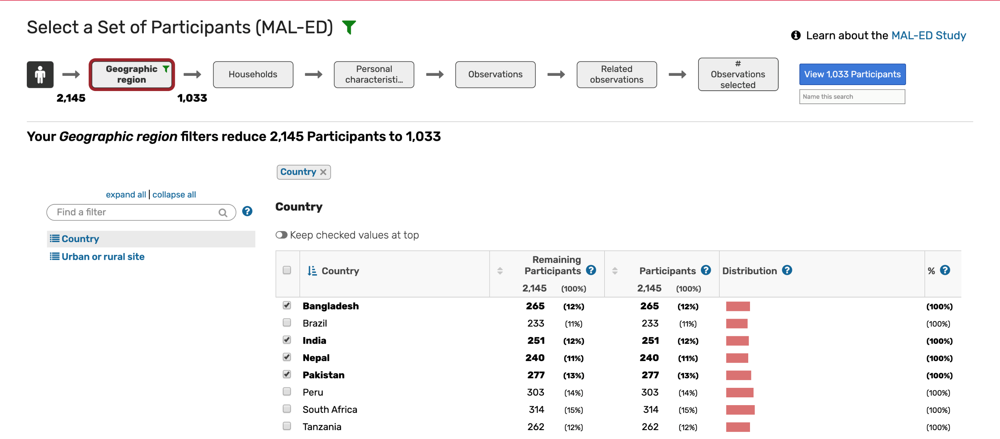 Select a Set of Participants (MAL-ED)
Learn about the MAL-ED Study
2,145
Geographic
region
1,033
Households
Personal
characteristi...
Observations
Related
observations
#
Observations
selected
View 1,033 Participants
Name this search
Your Geographic region filters reduce 2,145 Participants to 1,033
Country
expand all | collapse all
Find a filter
Country
Urban or rural site
Country
Keep checked values at top
Country
Remaining
Participants
2,145 (100%)
Participants
2,145 (100%)
Distribution
%
Bangladesh 265 (12%) 265 (12%) (100%)
Brazil 233 (11%) 233 (11%) (100%)
India 251 (12%) 251 (12%) (100%)
Nepal 240 (11%) 240 (11%) (100%)
Pakistan 277 (13%) 277 (13%) (100%)
Peru 303 (14%) 303 (14%) (100%)
South Africa 314 (15%) 314 (15%) (100%)
Tanzania 262 (12%) 262 (12%) (100%)